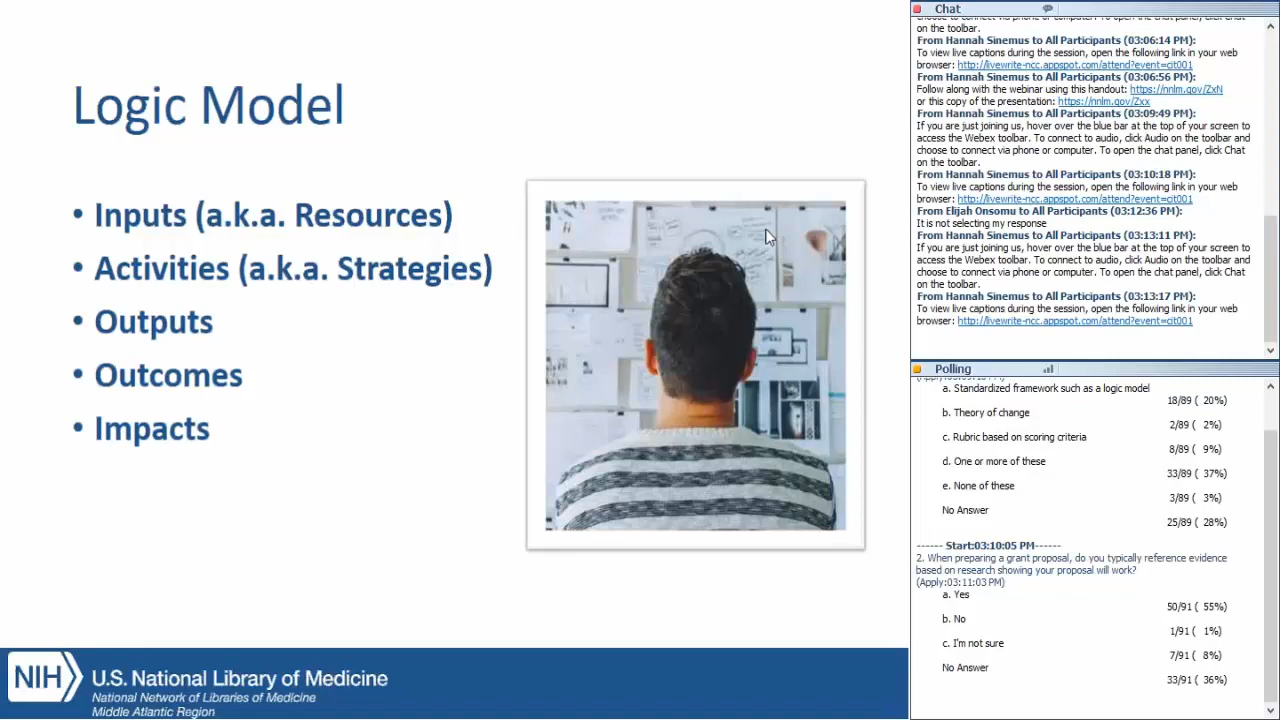 Logic Model
• Inputs (a.k.a. Resources)
• Activities (a.k.a. Strategies)
• Outputs
• Outcomes
• Impacts
NIH
U.S. National Library of Medicine
National Network of Libraries of Medicine
Middle Atlantic Region
Chat
choose to connect via phone or computer. To open the chat panel, click Chat
on the toolbar.
From Hannah Sinemus to All Participants (03:06:14 PM):
To view live captions during the session, open the following link in your web
browser: http://livewrite-ncc.appspot.com/attend?event=cit001
From Hannah Sinemus to All Participants (03:06:56 PM):
Follow along with the webinar using this handout: https://nnlm.gov/ZxN
or this copy of the presentation: https://nnlm.gov/Zxx
From Hannah Sinemus to All Participants (03:09:49 PM):
If you are just joining us, hover over the blue bar at the top of your screen to
access the Webex toolbar. To connect to audio, click Audio on the toolbar and
choose to connect via phone or computer. To open the chat panel, click Chat
on the toolbar.
From Hannah Sinemus to All Participants (03:10:18 PM):
To view live captions during the session, open the following link in your web
browser: http://livewrite-ncc.appspot.com/attend?event=cit001
From Elijah Onsomu to All Participants (03:12:36 PM):
It is not selecting my response
From Hannah Sinemus to All Participants (03:13:11 PM):
If you are just joining us, hover over the blue bar at the top of your screen to
access the Webex toolbar. To connect to audio, click Audio on the toolbar and
choose to connect via phone or computer. To open the chat panel, click Chat
on the toolbar.
From Hannah Sinemus to All Participants (03:13:17 PM):
To view live captions during the session, open the following link in your web
browser: http://livewrite-ncc.appspot.com/attend?event=cit001
Polling
a. Standardized framework such as a logic model
18/89 ( 20%)
b. Theory of change
2/89 ( 2%)
c. Rubric based on scoring criteria
8/89 ( 9%)
d. One or more of these
33/89 ( 37%)
e. None of these
3/89 ( 3%)
No Answer
25/89 ( 28%)
------ Start:03:10:05 PM------
2. When preparing a grant proposal, do you typically reference evidence
based on research showing your proposal will work?
(Apply:03:11:03 PM)
a. Yes
50/91 ( 55%)
b. No
1/91 ( 1%)
c. I'm not sure
7/91 ( 8%)
No Answer
33/91 ( 36%)